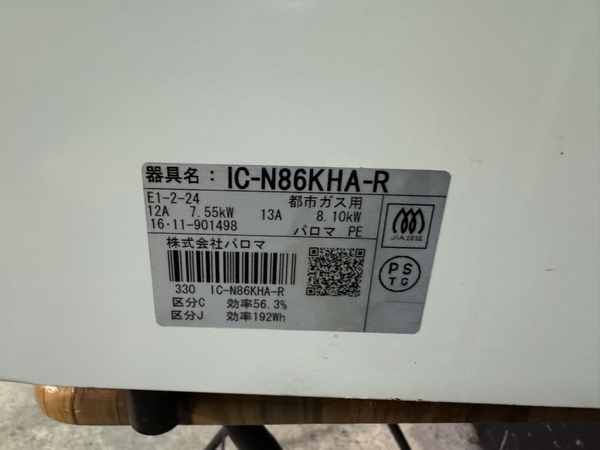 器具名： IC-N86KHA-R
E1-2-24 都市ガス用
12A 7.55kW 13A 8.10kW
16·11-901498 パロマ PE
株式会社パロマ
JIA
330 IC-N86KHA-R
PS
TG
区分C 効率56.3%
区分J 効率192Wh